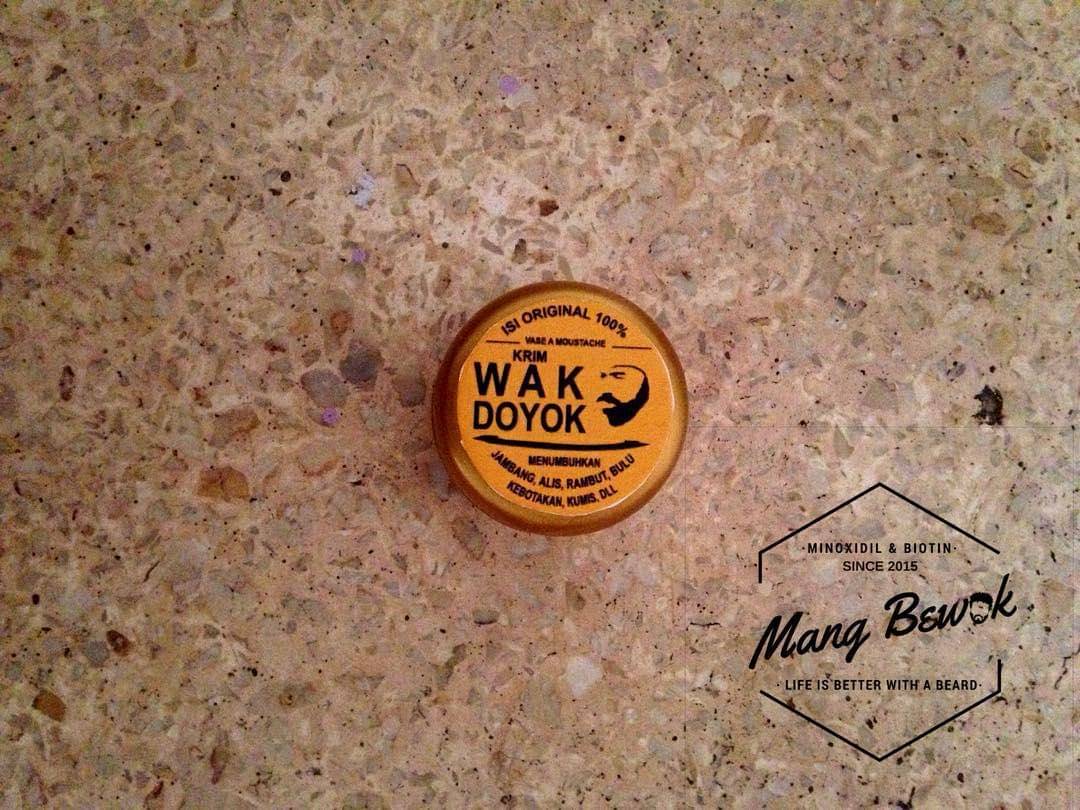 ISI ORIGINAL 100%
VASE A MOUSTACHE
KRIM
WAK
DOYOK
MENUMBUHKAN
JAMBANG, ALIS, RAMBUT, BULU
KEBOTAKAN, KUMIS, DLL
·MINOXIDIL & BIOTIN·
SINCE 2015
Mang Bewok
· LIFE IS BETTER WITH A BEARD·